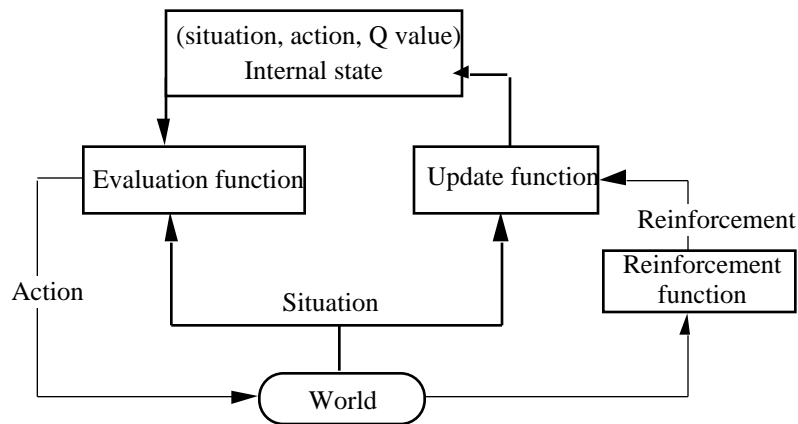 (situation, action, Q value)
Internal state
Evaluation function
Update function
Reinforcement
Reinforcement
function
Action
Situation
World